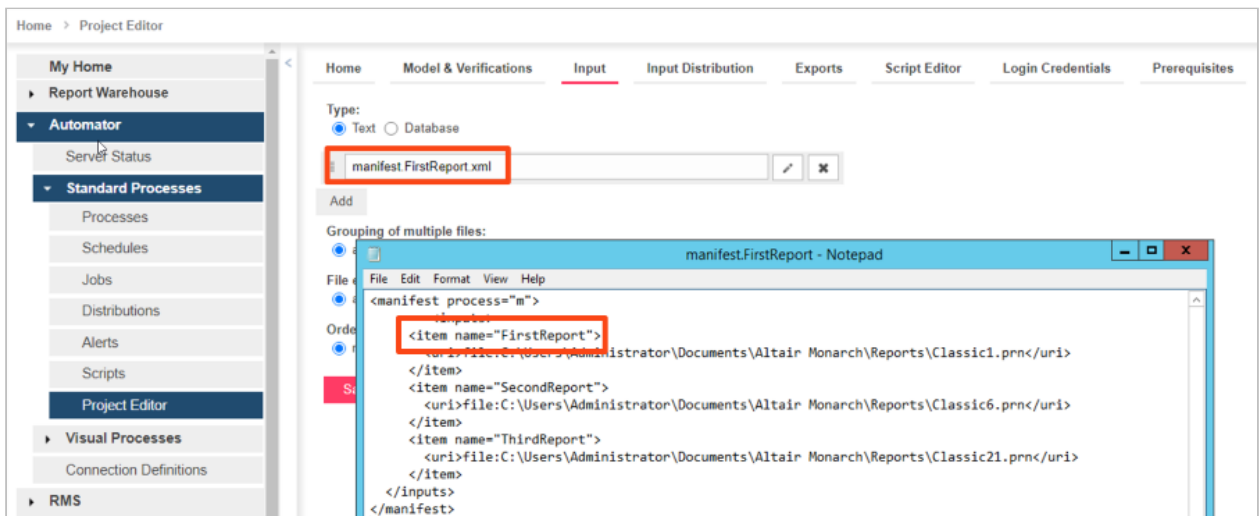 Home > Project Editor
My Home
Report Warehouse
Automator
Server Status
Standard Processes
Processes
Schedules
Jobs
Distributions
Alerts
Scripts
Project Editor
Visual Processes
Connection Definitions
RMS
Home Model & Verifications Input Input Distribution Exports Script Editor Login Credentials Prerequisites
Type:
Text Database
manifest.FirstReport.xml
Add
Grouping of multiple files:
manifest.FirstReport - Notepad
File Edit Format View Help
<manifest process="m">
<item name="FirstReport">
<uri>file:C:\Users\Administrator\Documents\Altair Monarch\Reports\Classic1.prn</uri>
</item>
<item name="SecondReport">
<uri>file:C:\Users\Administrator\Documents\Altair Monarch\Reports\Classic6.prn</uri>
</item>
<item name="ThirdReport">
<uri>file:C:\Users\Administrator\Documents\Altair Monarch\Reports\Classic21.prn</uri>
</item>
</inputs>
</manifest>